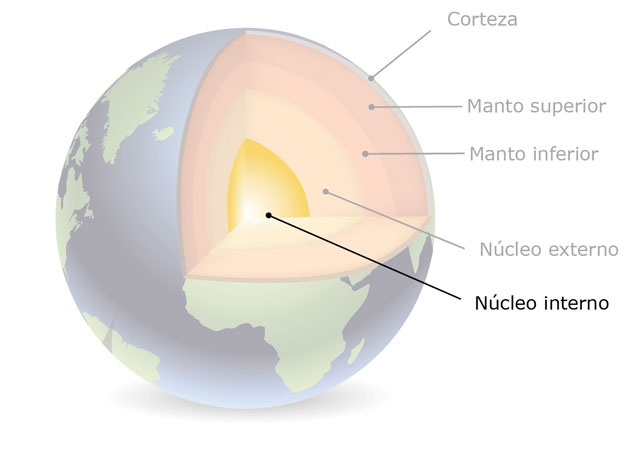 Corteza
Manto superior
Manto inferior
Núcleo externo
Núcleo interno